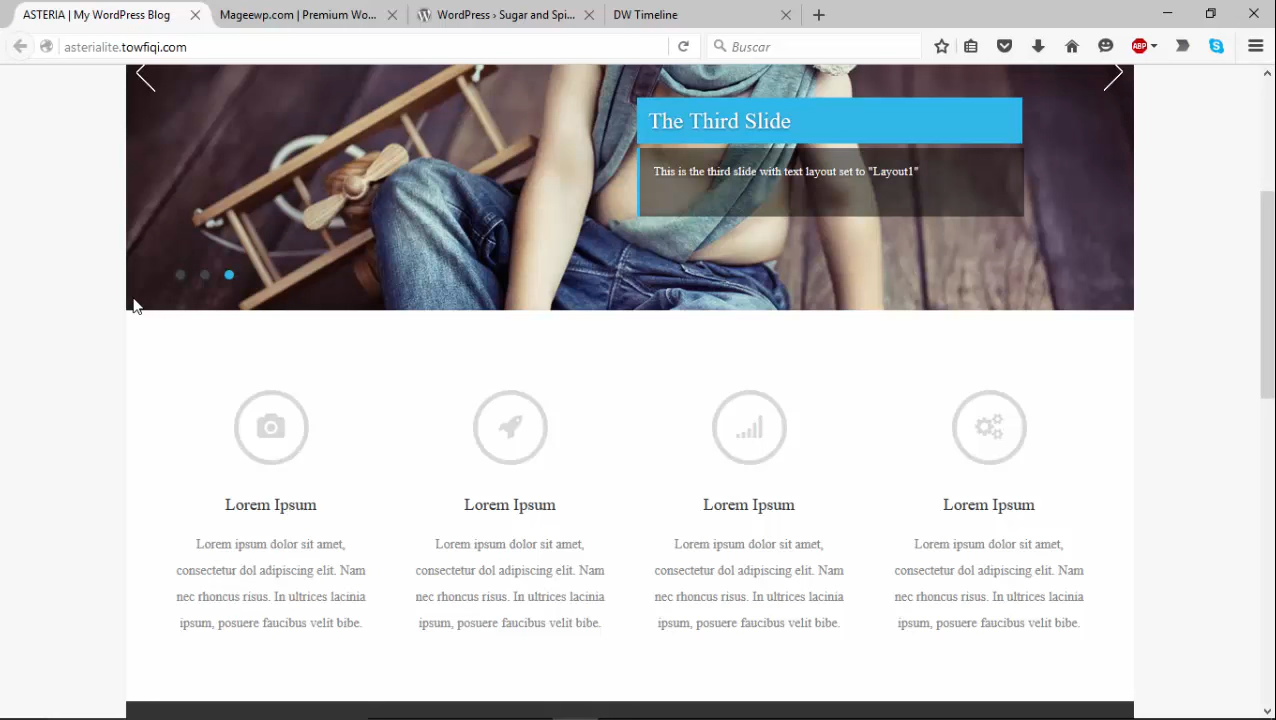 ASTERIA | My WordPress Blog
Mageewp.com | Premium Wo...
WordPress › Sugar and Spi...
DW Timeline
asterialite.towfiqi.com
Buscar
ABP
The Third Slide
This is the third slide with text layout set to "Layout1"
Lorem Ipsum
Lorem ipsum dolor sit amet,
consectetur dol adipiscing elit. Nam
nec rhoncus risus. In ultrices lacinia
ipsum, posuere faucibus velit bibe.
Lorem Ipsum
Lorem ipsum dolor sit amet,
consectetur dol adipiscing elit. Nam
nec rhoncus risus. In ultrices lacinia
ipsum, posuere faucibus velit bibe.
Lorem Ipsum
Lorem ipsum dolor sit amet,
consectetur dol adipiscing elit. Nam
nec rhoncus risus. In ultrices lacinia
ipsum, posuere faucibus velit bibe.
Lorem Ipsum
Lorem ipsum dolor sit amet,
consectetur dol adipiscing elit. Nam
nec rhoncus risus. In ultrices lacinia
ipsum, posuere faucibus velit bibe.